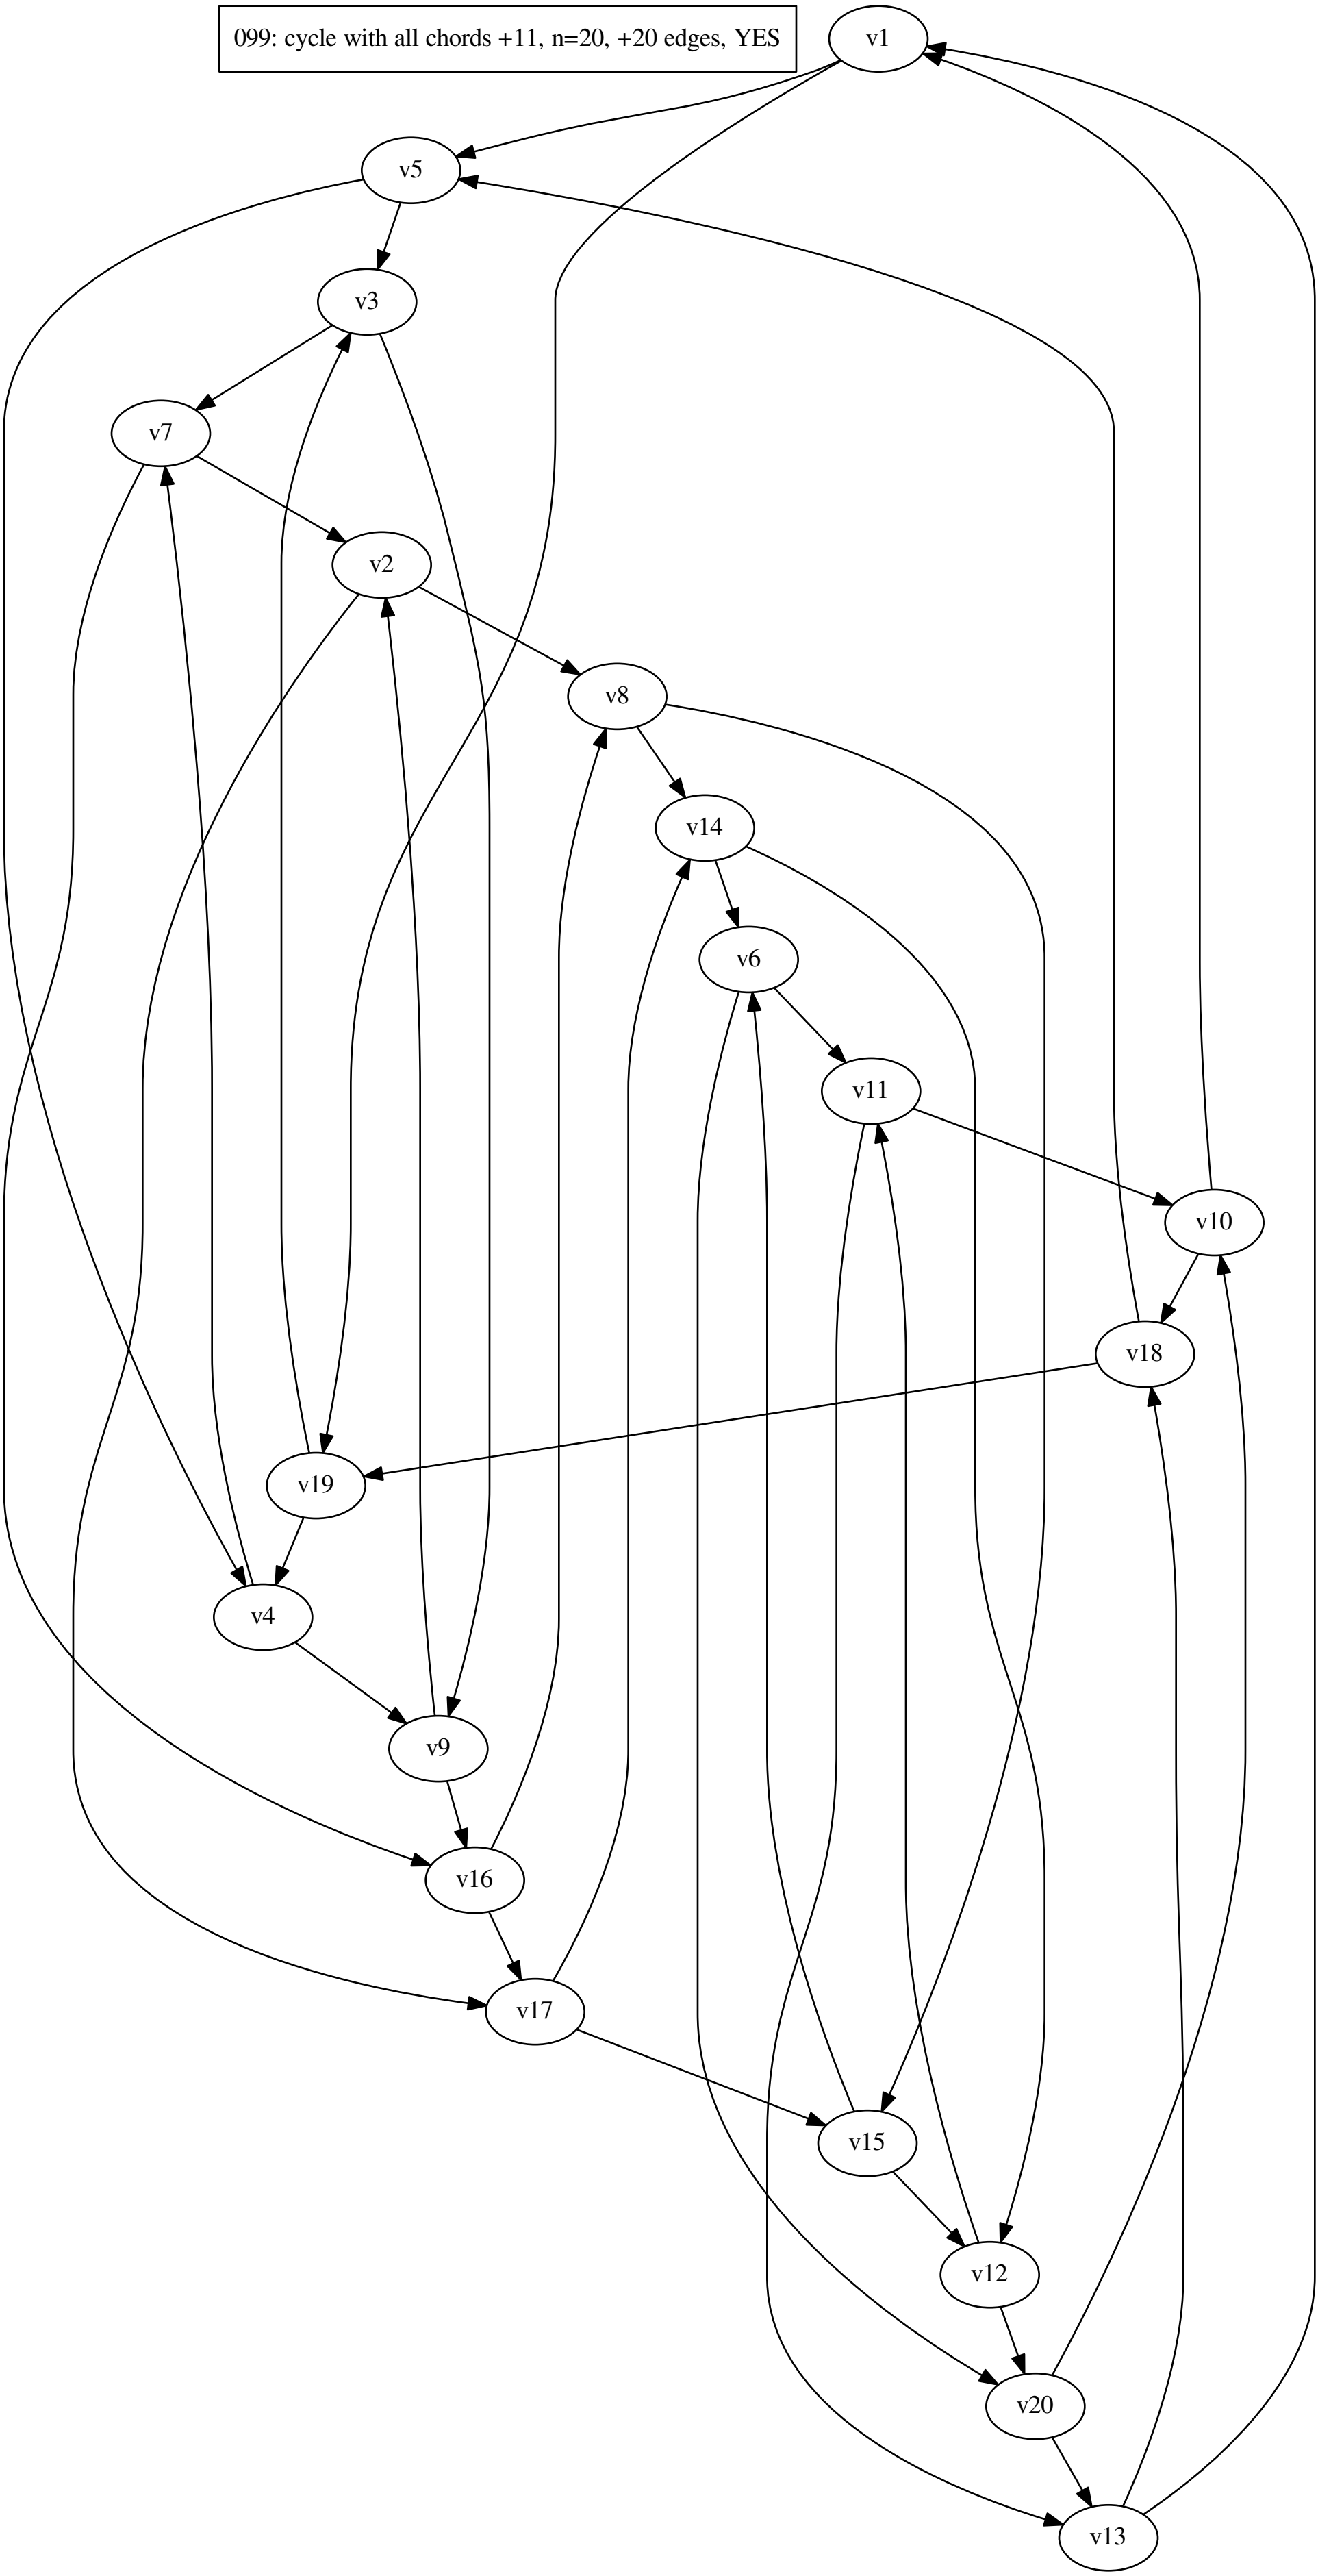 099: cycle with all chords +11, n=20, +20 edges, YES
v1
v5
v3
v7
v2
v8
v14
v6
v11
v10
v18
v19
v4
v9
v16
v17
v15
v12
v20
v13